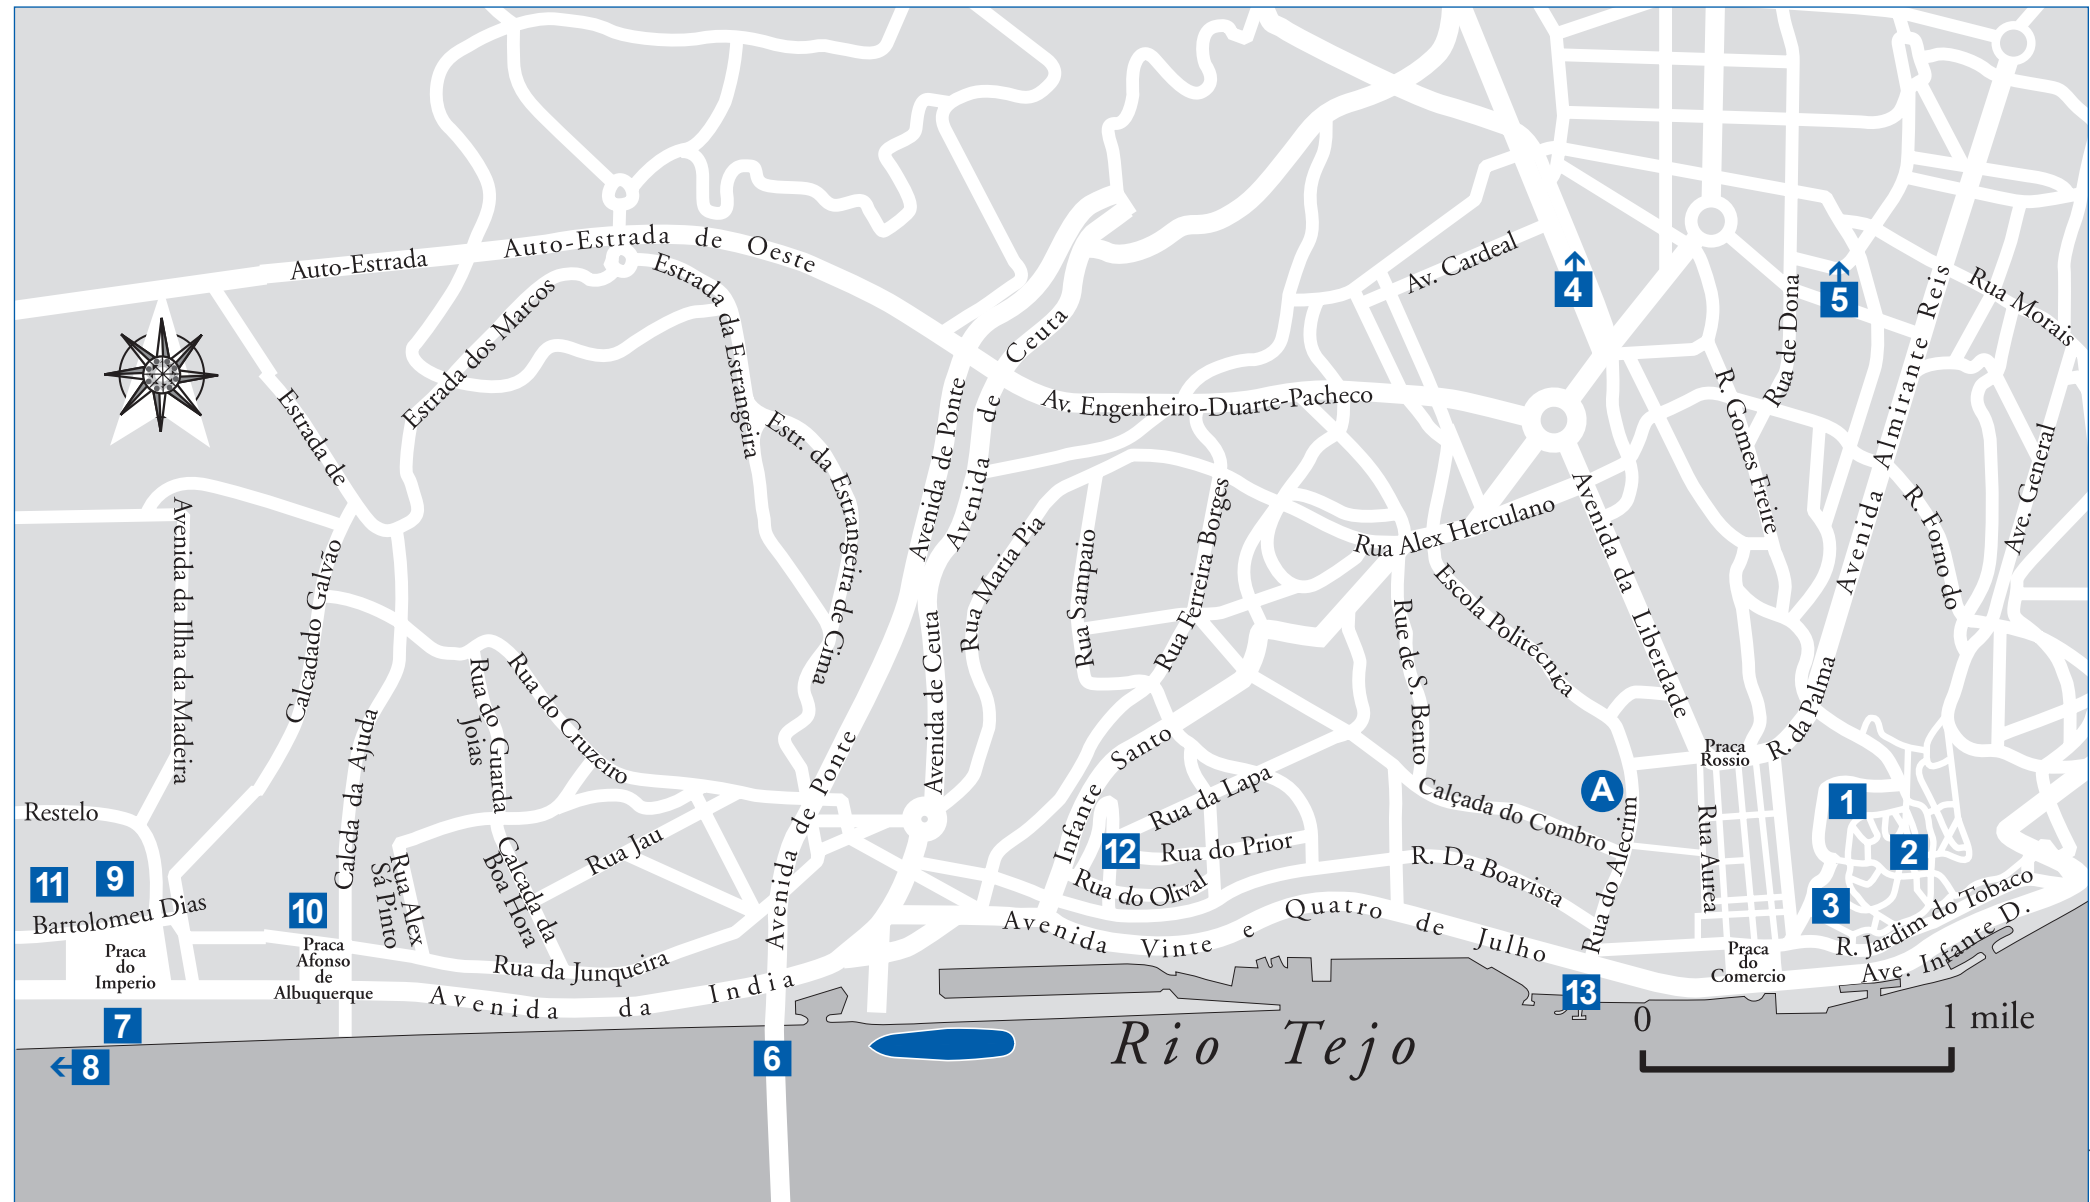 Auto-Estrada
Auto-Estrada de Oeste
Estrada dos Marcos
Estrada da Estrangeira
Estr. da Estrangeira de Cima
Estrada de
Avenida da Ilha da Madeira
Calcadado Galvão
Calcda da Ajuda
Rua do Guarda
Joias
Rua do Cruzeiro
Restelo
11
9
10
Bartolomeu Dias
Praca
do
Imperio
Praca
Afonso
de
Albuquerque
7
8
Rua Alex
Sá Pinto
Calcada da
Boa Hora
Rua Jau
Rua da Junqueira
Avenida da India
Avenida de Ponte
6
Avenida de Ponte
Avenida de Ceuta
Avenida de Ceuta
Av. Engenheiro-Duarte-Pacheco
Rua Maria Pia
Rua Sampaio
Rua Ferreira Borges
Infante Santo
12
Rua da Lapa
Rua do Prior
Rua do Olival
Avenida Vinte e Quatro de Julho
Av. Cardeal
4
5
Rua de Dona
Rua Morais
Avenida Almirante Reis
R. Gomes Freire
R. Forno do
Ave. General
Rua Alex Herculano
Avenida da Liberdade
Escola Politécnica
Rue de S. Bento
Calçada do Combro
R. Da Boavista
Rua do Alecrim
A
Praca
Rossio
R. da Palma
Rua Aurea
1
2
3
Praca
do
Comercio
R. Jardim do Tobaco
Ave. Infante D.
13
Rio Tejo
0
1 mile